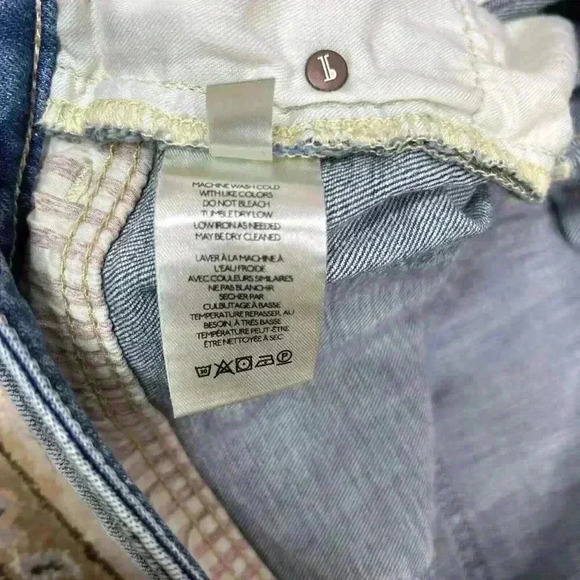 MACHINE WASH COLD
WITH LIKE COLORS
DO NOT BLEACH
TUMBLE DRY LOW
LOW IRON AS NEEDED
MAY BE DRY CLEANED
LAVER À LA MACHINE À
L'EAU FROIDE
AVEC COULEURS SIMILAIRES
NE PAS BLANCHIR
SECHER PAR
CULBUTAGE À BASSE
TEMPERATURE REPASSER, AU
BESOIN, À TRÈS BASSE
TEMPÉRATURE PEUT-ÊTRE
ÊTRE NETTOYÉE À SEC
30
P